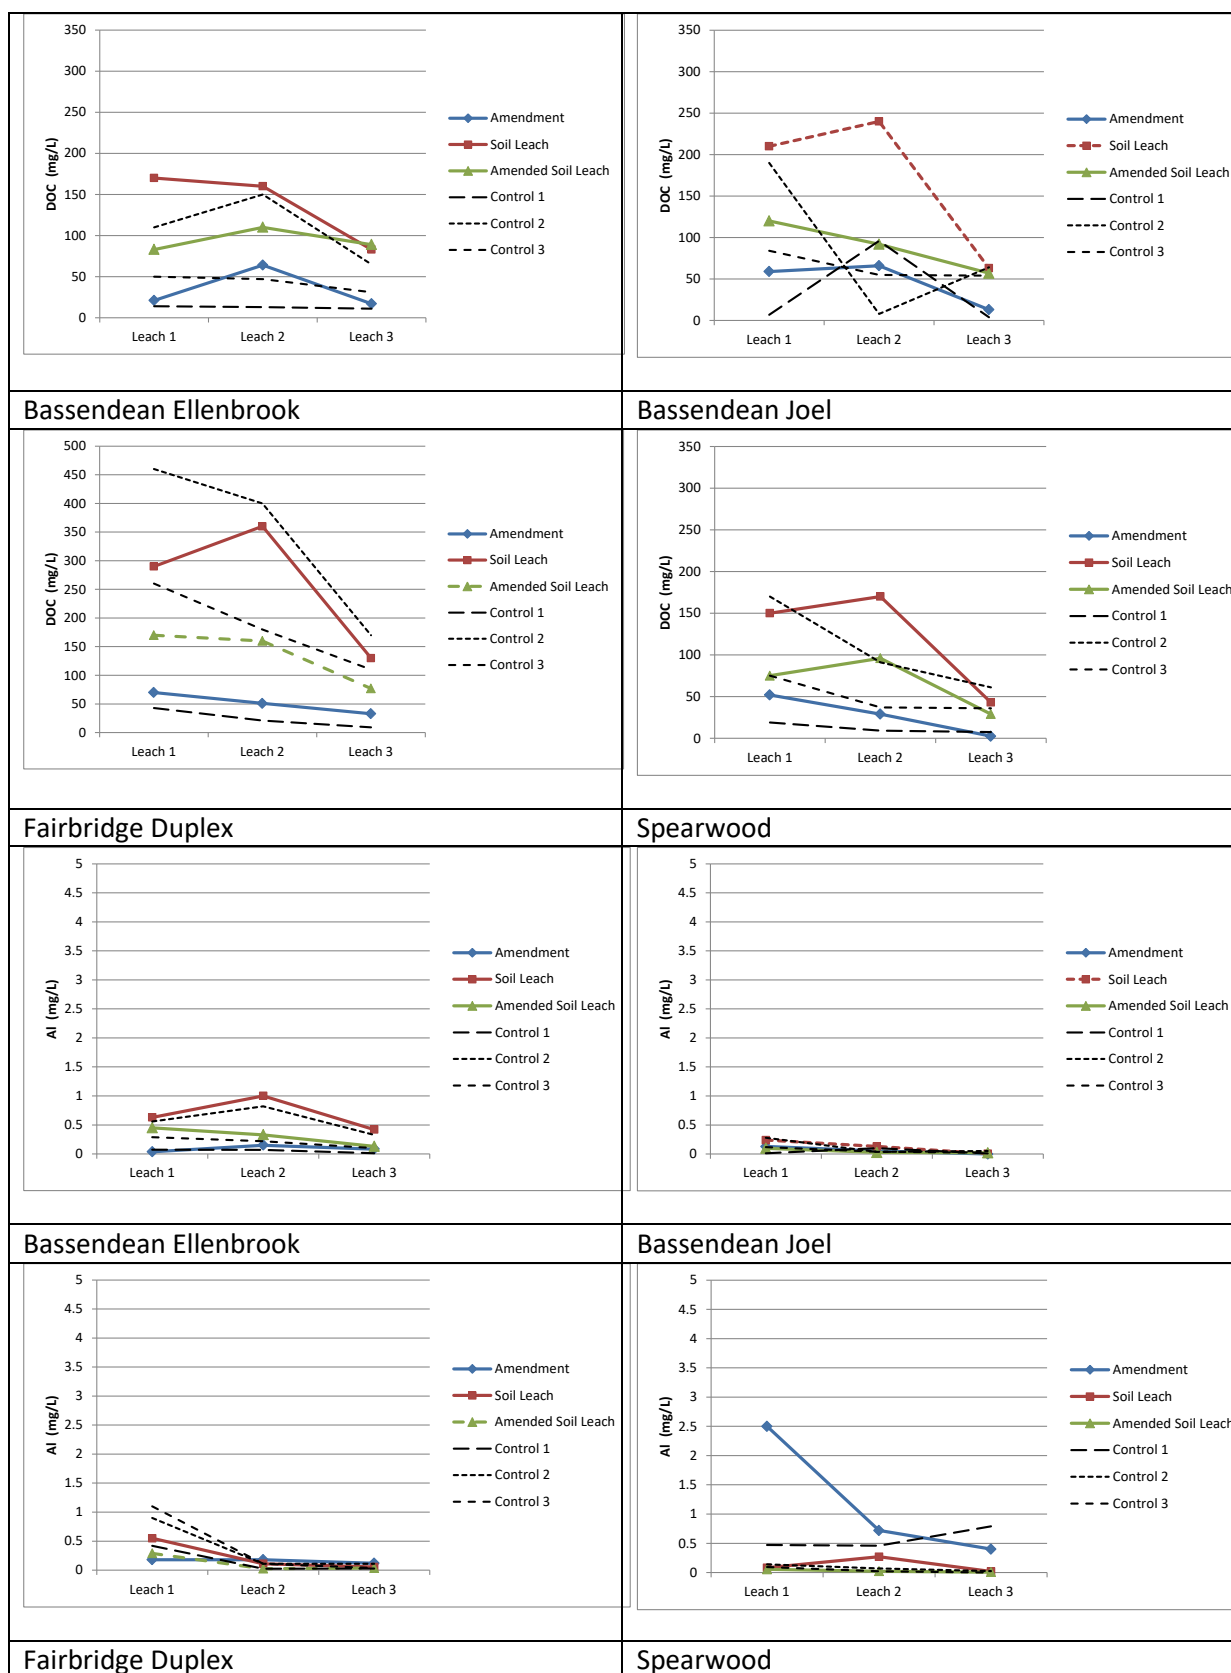 350
300
250
200
150
100
50
0
DOC (mg/L)
Leach 1 Leach 2 Leach 3
Amendment
Soil Leach
Amended Soil Leach
Control 1
Control 2
Control 3
350
300
250
200
150
100
50
0
DOC (mg/L)
Leach 1 Leach 2 Leach 3
Amendment
Soil Leach
Amended Soil Leach
Control 1
Control 2
Control 3
Bassendean Ellenbrook
Bassendean Joel
500
450
400
350
300
250
200
150
100
50
0
DOC (mg/L)
Leach 1 Leach 2 Leach 3
Amendment
Soil Leach
Amended Soil Leach
Control 1
Control 2
Control 3
350
300
250
200
150
100
50
0
DOC (mg/L)
Leach 1 Leach 2 Leach 3
Amendment
Soil Leach
Amended Soil Leach
Control 1
Control 2
Control 3
Fairbridge Duplex
Spearwood
5
4.5
4
3.5
3
2.5
2
1.5
1
0.5
0
Al (mg/L)
Leach 1 Leach 2 Leach 3
Amendment
Soil Leach
Amended Soil Leach
Control 1
Control 2
Control 3
5
4.5
4
3.5
3
2.5
2
1.5
1
0.5
0
Al (mg/L)
Leach 1 Leach 2 Leach 3
Amendment
Soil Leach
Amended Soil Leach
Control 1
Control 2
Control 3
Bassendean Ellenbrook
Bassendean Joel
5
4.5
4
3.5
3
2.5
2
1.5
1
0.5
0
Al (mg/L)
Leach 1 Leach 2 Leach 3
Amendment
Soil Leach
Amended Soil Leach
Control 1
Control 2
Control 3
5
4.5
4
3.5
3
2.5
2
1.5
1
0.5
0
Al (mg/L)
Leach 1 Leach 2 Leach 3
Amendment
Soil Leach
Amended Soil Leach
Control 1
Control 2
Control 3
Fairbridge Duplex
Spearwood